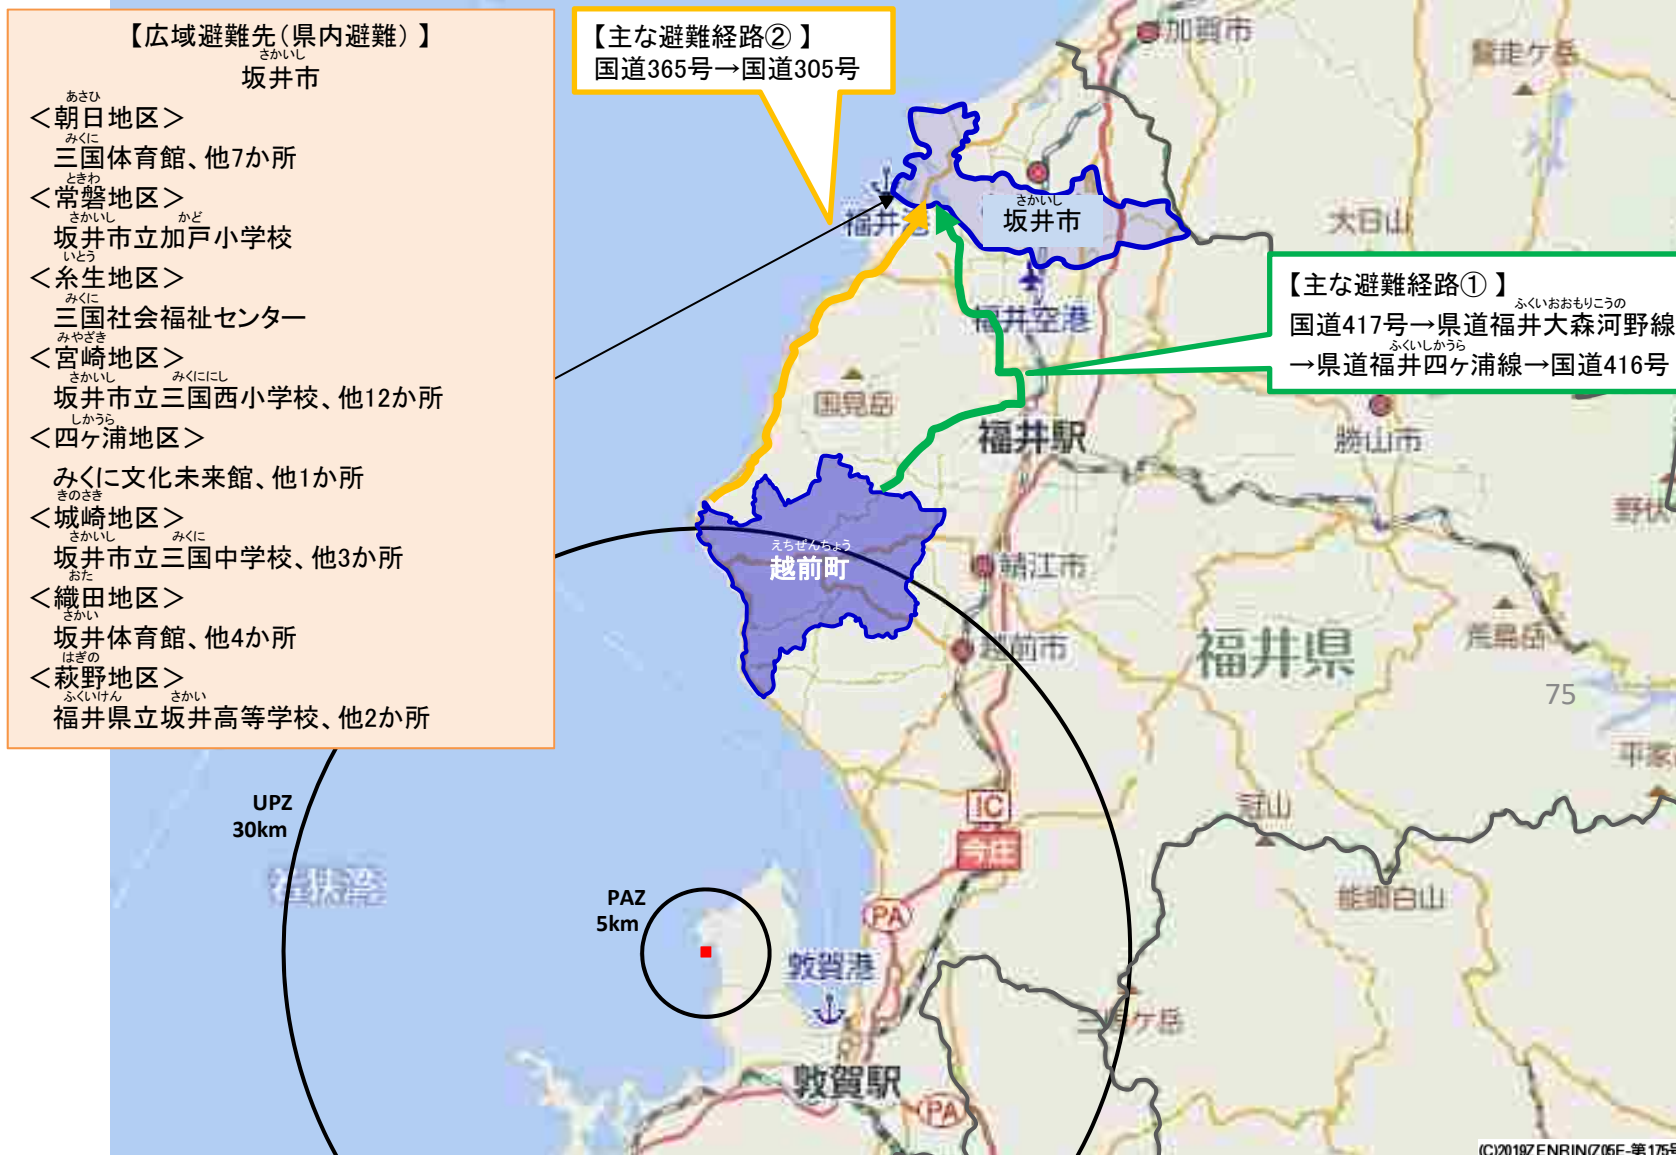 【広域避難先（県内避難）】
さかいし
坂井市
あさひ
＜朝日地区＞
みくに
三国体育館、他7か所
ときわ
＜常磐地区＞
さかいし かど
坂井市立加戸小学校
いとう
＜糸生地区＞
みくに
三国社会福祉センター
みやざき
＜宮崎地区＞
さかいし みくににし
坂井市立三国西小学校、他12か所
しかうら
＜四ヶ浦地区＞
みくに文化未来館、他1か所
きのさき
＜城崎地区＞
さかいし みくに
坂井市立三国中学校、他3か所
おた
＜織田地区＞
さかい
坂井体育館、他4か所
はぎの
＜萩野地区＞
ふくいけん さかい
福井県立坂井高等学校、他2か所
【主な避難経路②】
国道365号→国道305号
加賀市
大日山
福井港
さかいし
坂井市
【主な避難経路①】
ふくいおおもりこうの
国道417号→県道福井大森河野線
ふくいしかうら
→県道福井四ヶ浦線→国道416号
福井空港
国見岳
福井駅
勝山市
えちぜんちょう
越前町
鯖江市
越前市
福井県
荒島岳
75
UPZ
30km
IC
今庄
冠山
能郷白山
若狭湾
PAZ
5km
PA
敦賀港
三周ヶ岳
敦賀駅
PA
(C)2019ZENRIN(Z05E-第175号